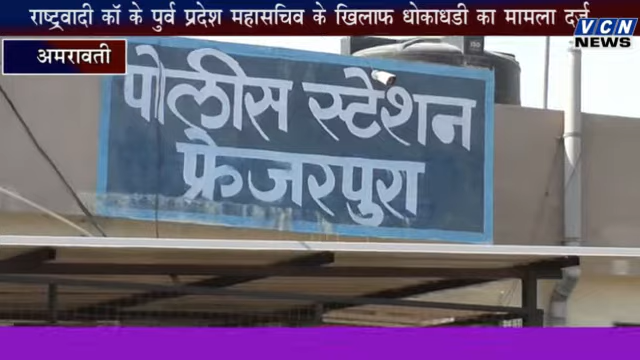 राष्ट्रवादी कॉ के पुर्व प्रदेश महासचिव के खिलाफ धोकाधडी का मामला दर्ज
VCN
NEWS
अमरावती
पोलीस स्टेशन
फ्रेजरपुरा